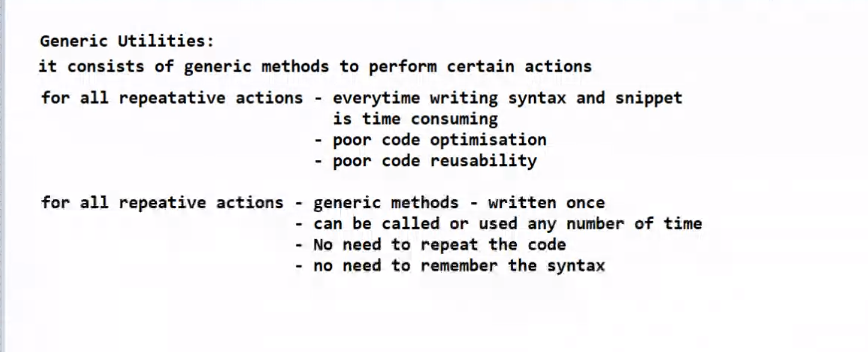 Generic Utilities:
it consists of generic methods to perform certain actions
for all repeatative actions - everytime writing syntax and snippet
is time consuming
- poor code optimisation
- poor code reusability
for all repeative actions - generic methods - written once
- can be called or used any number of time
- No need to repeat the code
- no need to remember the syntax